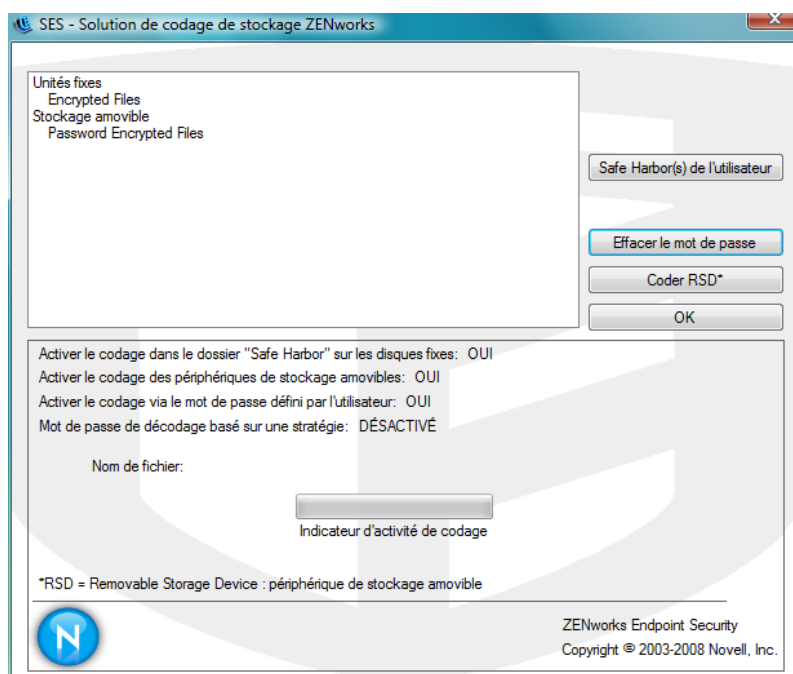 SES - Solution de codage de stockage ZENworks
Unités fixes
Encrypted Files
Stockage amovible
Password Encrypted Files
Safe Harbor(s) de l'utilisateur
Effacer le mot de passe
Coder RSD*
OK
Activer le codage dans le dossier "Safe Harbor" sur les disques fixes: OUI
Activer le codage des périphériques de stockage amovibles: OUI
Activer le codage via le mot de passe défini par l'utilisateur: OUI
Mot de passe de décodage basé sur une stratégie: DÉSACTIVÉ
Nom de fichier:
Indicateur d'activité de codage
*RSD = Removable Storage Device : périphérique de stockage amovible
N
ZENworks Endpoint Security
Copyright © 2003-2008 Novell, Inc.